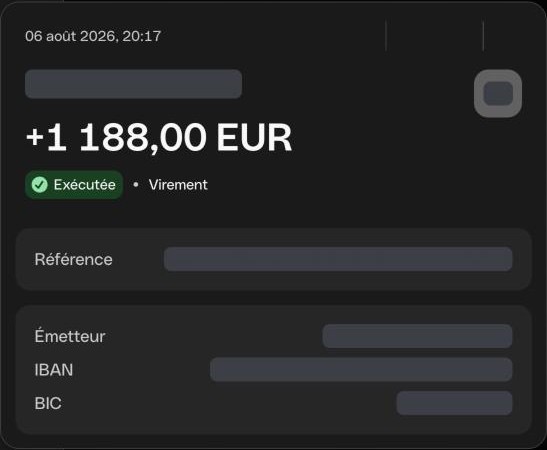 06 août 2026, 20:17
+1 188,00 EUR
Exécutée • Virement
Référence
Émetteur
IBAN
BIC